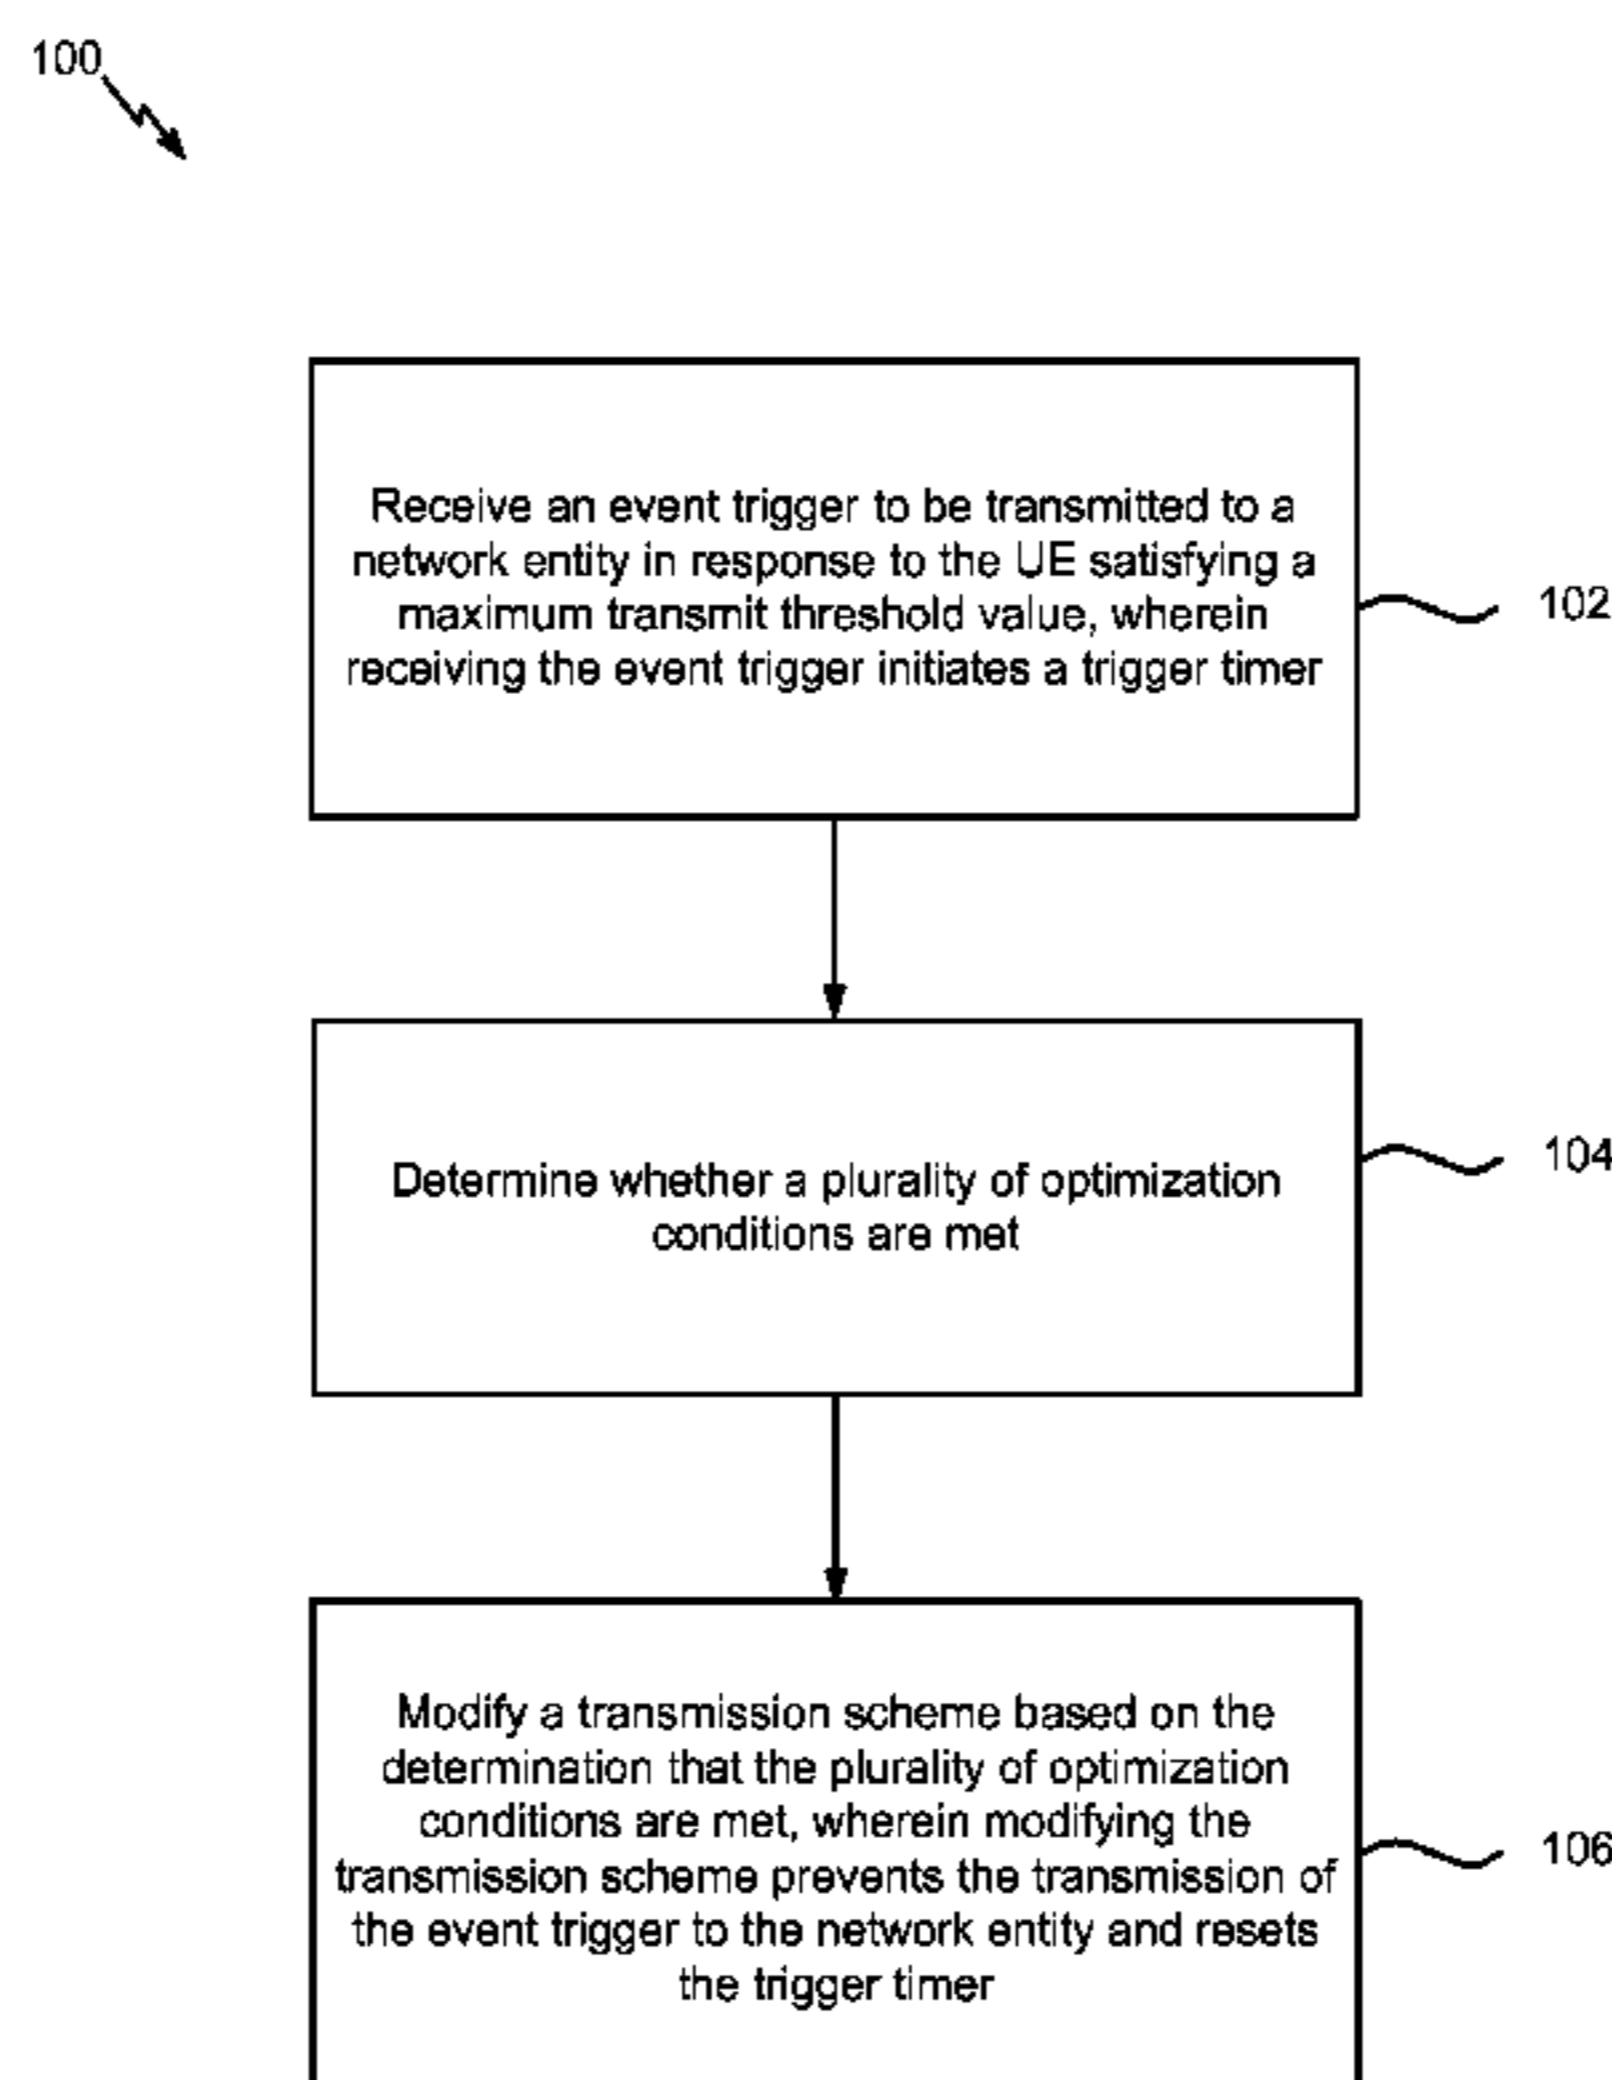 100
Receive an event trigger to be transmitted to a
network entity in response to the UE satisfying a
maximum transmit threshold value, wherein
receiving the event trigger initiates a trigger timer
102
Determine whether a plurality of optimization
conditions are met
104
Modify a transmission scheme based on the
determination that the plurality of optimization
conditions are met, wherein modifying the
transmission scheme prevents the transmission of
the event trigger to the network entity and resets
the trigger timer
106